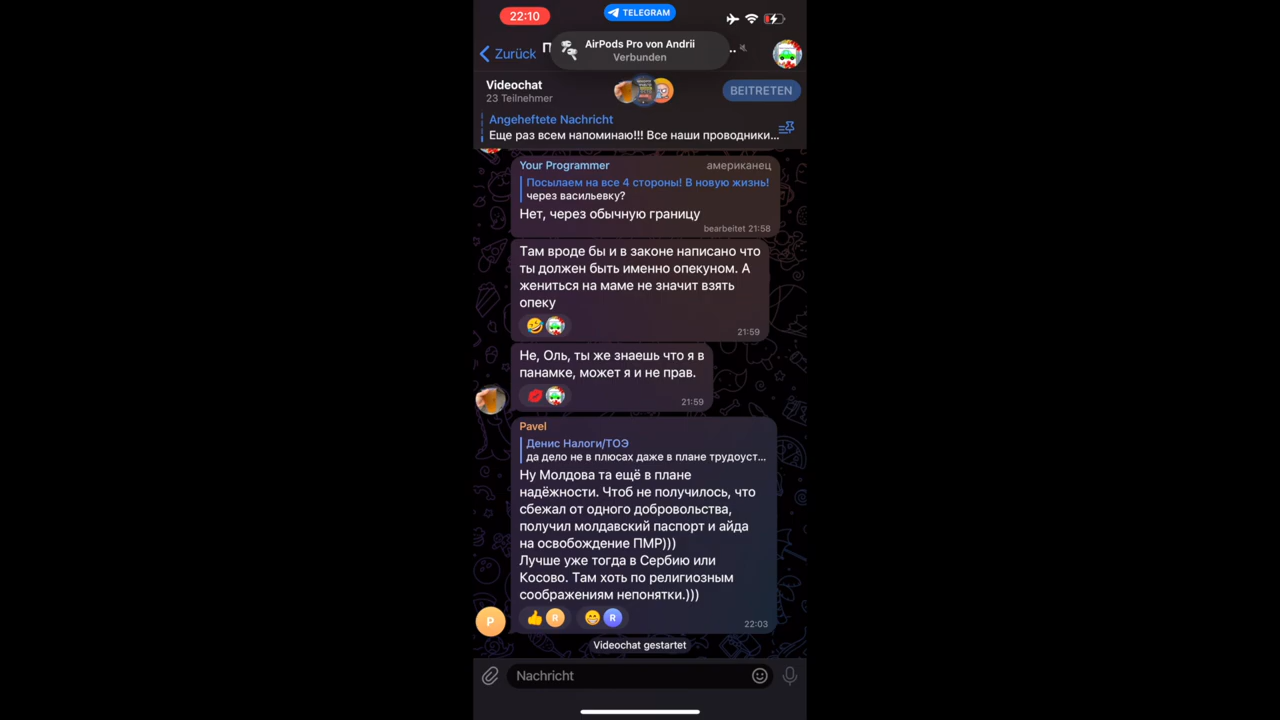 22:10
TELEGRAM
AirPods Pro von Andrii
Verbunden
Zurück
Videochat
23 Teilnehmer
BEITRETEN
Angeheftete Nachricht
Еще раз всем напоминаю!!! Все наши проводники...
Your Programmer
американец
Посылаем на все 4 стороны! В новую жизнь!
через васильевку?
Нет, через обычную границу
bearbeitet 21:58
Там вроде бы и в законе написано что
ты должен быть именно опекуном. А
жениться на маме не значит взять
опеку
21:59
Не, Оль, ты же знаешь что я в
панамке, может я и не прав.
21:59
Pavel
Денис Налоги/ТОЭ
да дело не в плюсах даже в плане трудоуст...
Ну Молдова та ещё в плане
надёжности. Чтоб не получилось, что
сбежал от одного добровольства,
получил молдавский паспорт и айда
на освобождение ПМР)))
Лучше уже тогда в Сербию или
Косово. Там хоть по религиозным
соображениям непонятки.)))
P
R
R
22:03
Videochat gestartet
Nachricht